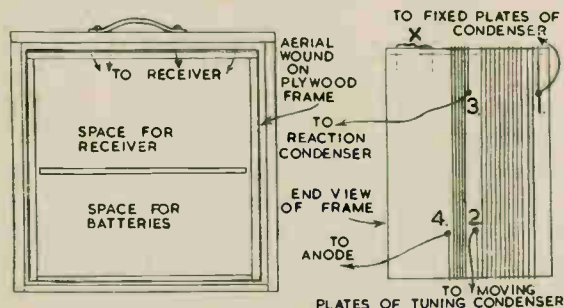 TO RECEIVER
SPACE FOR
RECEIVER
SPACE FOR
BATTERIES
AERIAL
WOUND
ON
PLYWOOD
FRAME
TO
REACTION
CONDENSER
END VIEW
OF FRAME
TO
ANODE
TO FIXED PLATES OF
CONDENSER
X
1.
3.
4.
2.
TO MOVING
PLATES OF TUNING CONDENSER